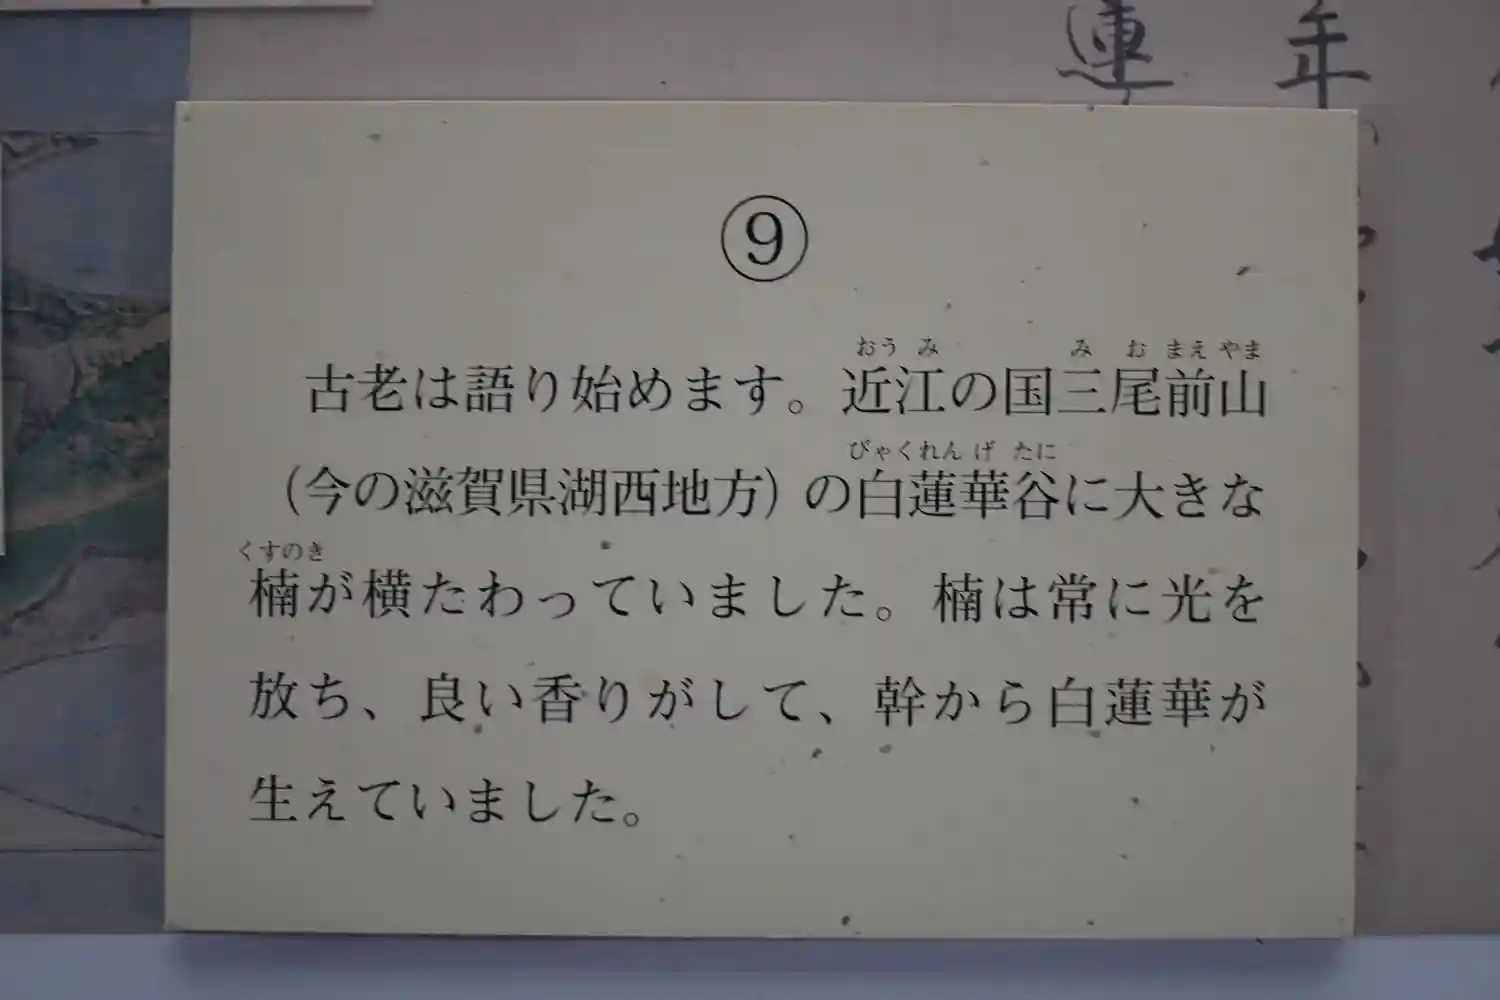 連 年
⑨
おうみ みおまえやま
古老は語り始めます。近江の国三尾前山
びゃくれんげたに
(今の滋賀県湖西地方)の白蓮華谷に大きな
くすのき
楠が横たわっていました。楠は常に光を
放ち、良い香りがして、幹から白蓮華が
生えていました。